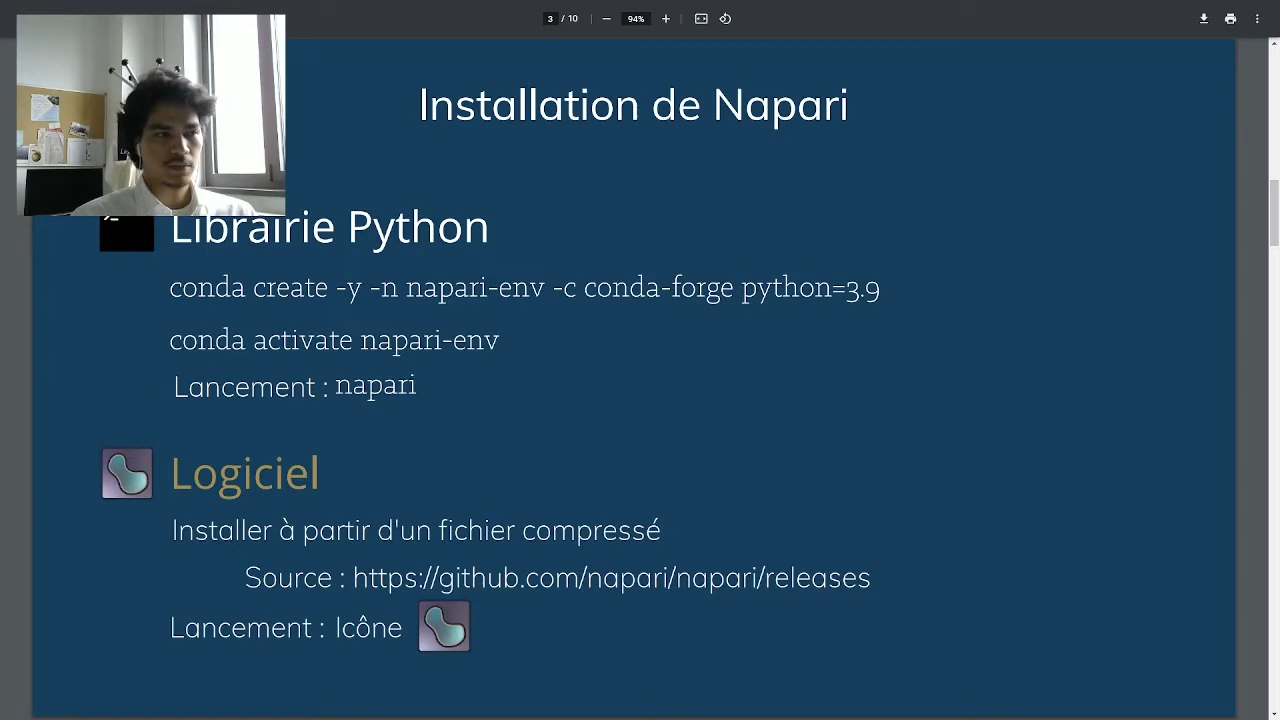 3 / 10
94%
Installation de Napari
Librairie Python
conda create -y -n napari-env -c conda-forge python=3.9
conda activate napari-env
Lancement : napari
Logiciel
Installer à partir d'un fichier compressé
Source : https://github.com/napari/napari/releases
Lancement : Icône